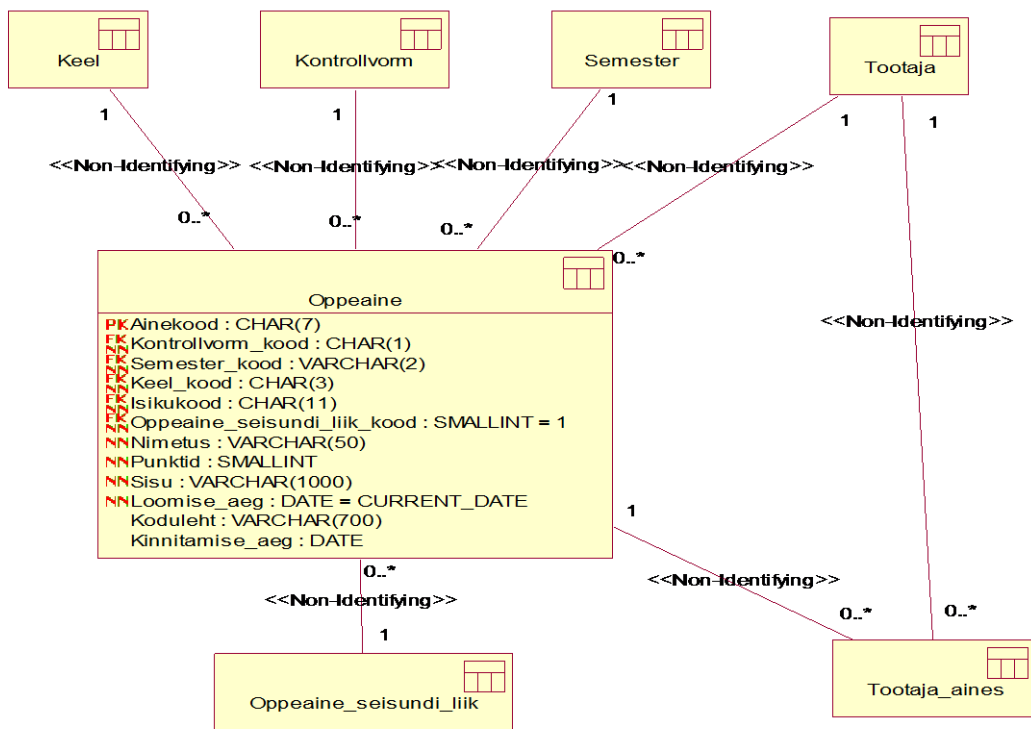 Keel
Kontrollvorm
Semester
Tootaja
1
1
1
1
1
<<Non-Identifying>>
<<Non-Identifying>>
<<Non-Identifying>>
<<Non-Identifying>>
0..*
0..*
0..*
0..*
Oppeaine
PK Ainekood : CHAR(7)
FK NN Kontrollvorm_kood : CHAR(1)
FK NN Semester_kood : VARCHAR(2)
FK NN Keel_kood : CHAR(3)
FK NN Isikukood : CHAR(11)
FK NN Oppeaine_seisundi_liik_kood : SMALLINT = 1
NN Nimetus : VARCHAR(50)
NN Punktid : SMALLINT
NN Sisu : VARCHAR(1000)
NN Loomise_aeg : DATE = CURRENT_DATE
Koduleht : VARCHAR(700)
Kinnitamise_aeg : DATE
<<Non-Identifying>>
1
0..*
<<Non-Identifying>>
<<Non-Identifying>>
1
0..*
0..*
Oppeaine_seisundi_liik
Tootaja_aines